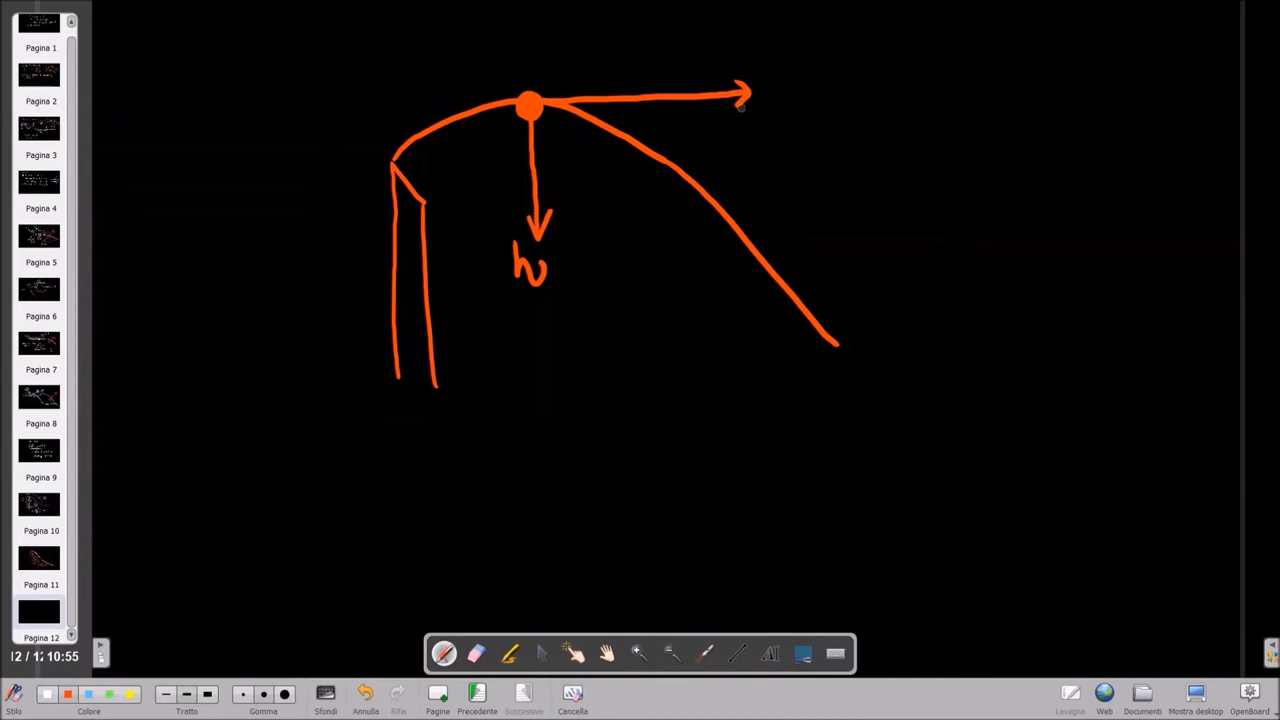 Pagina 1
Pagina 2
Pagina 3
Pagina 4
Pagina 5
Pagina 6
Pagina 7
Pagina 8
Pagina 9
Pagina 10
Pagina 11
Pagina 12
10:55
Stilo
Colore
Tratto
Gomma
Sfondi
Annulla
Rifai
Pagine
Precedente
Successivo
Cancella
Lavagna
Web
Documenti
Mostra desktop
OpenBoard